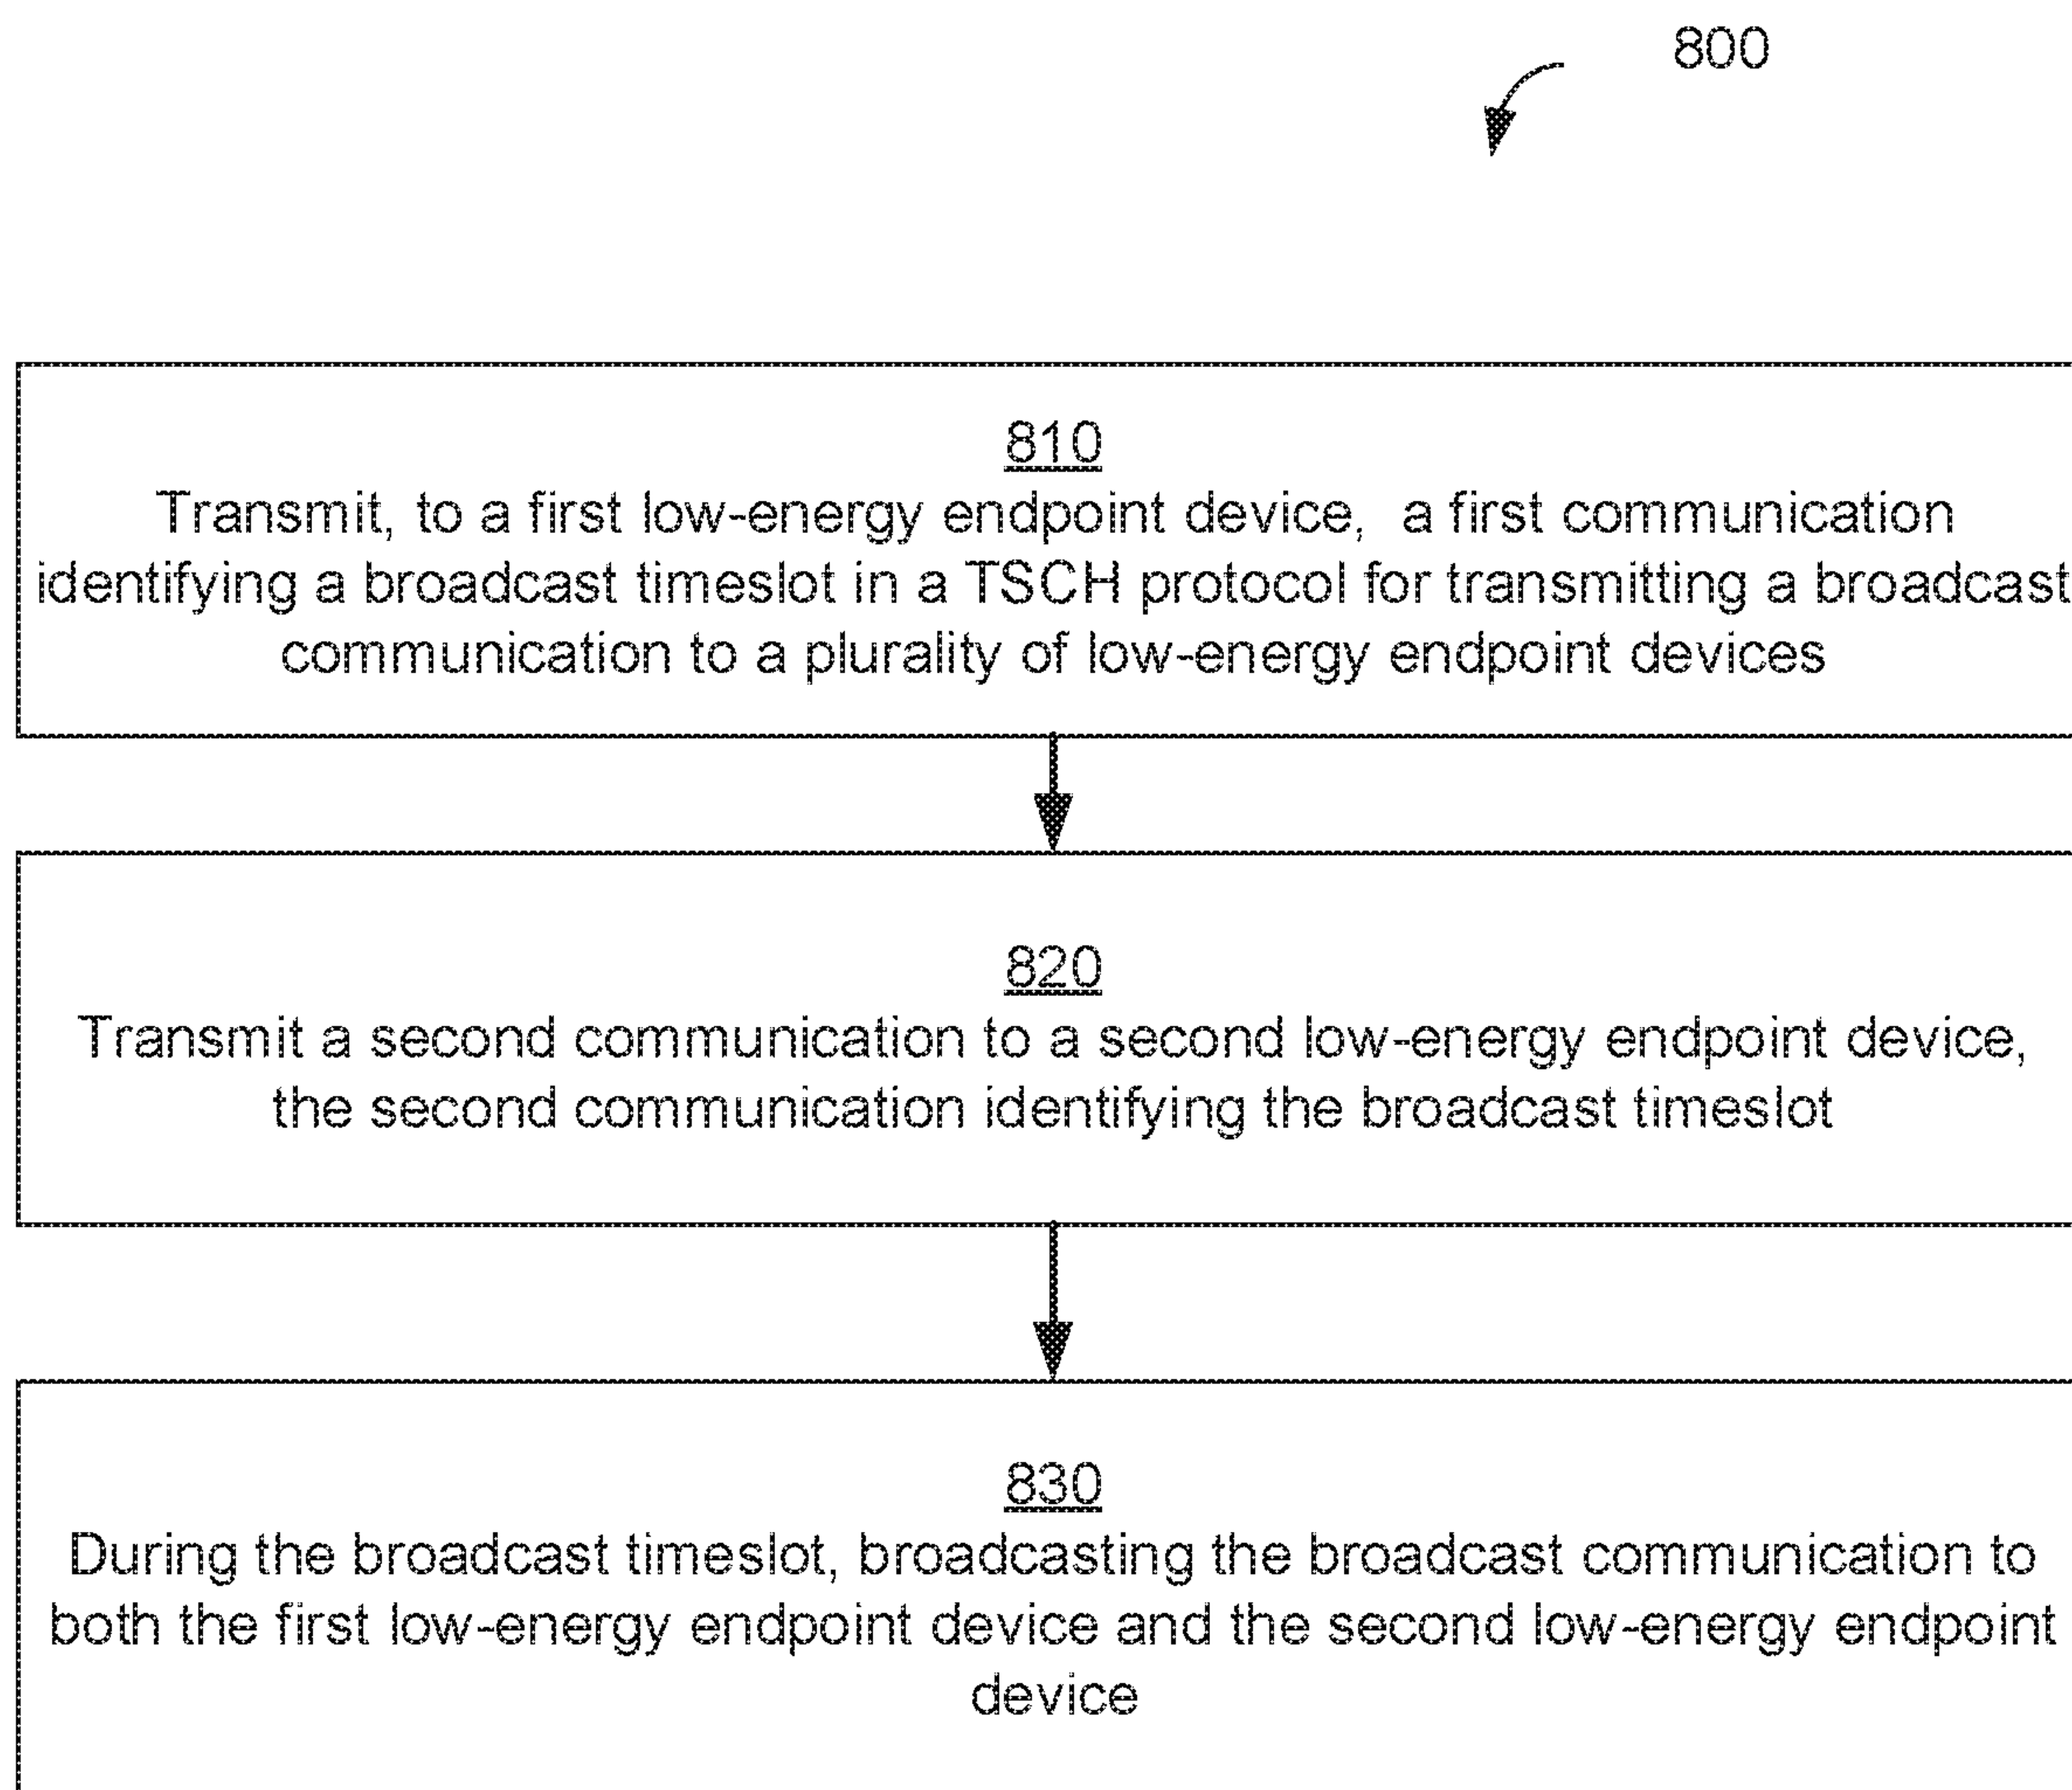 800
810
Transmit, to a first low-energy endpoint device, a first communication
identifying a broadcast timeslot in a TSCH protocol for transmitting a broadcast
communication to a plurality of low-energy endpoint devices
820
Transmit a second communication to a second low-energy endpoint device,
the second communication identifying the broadcast timeslot
830
During the broadcast timeslot, broadcasting the broadcast communication to
both the first low-energy endpoint device and the second low-energy endpoint
device